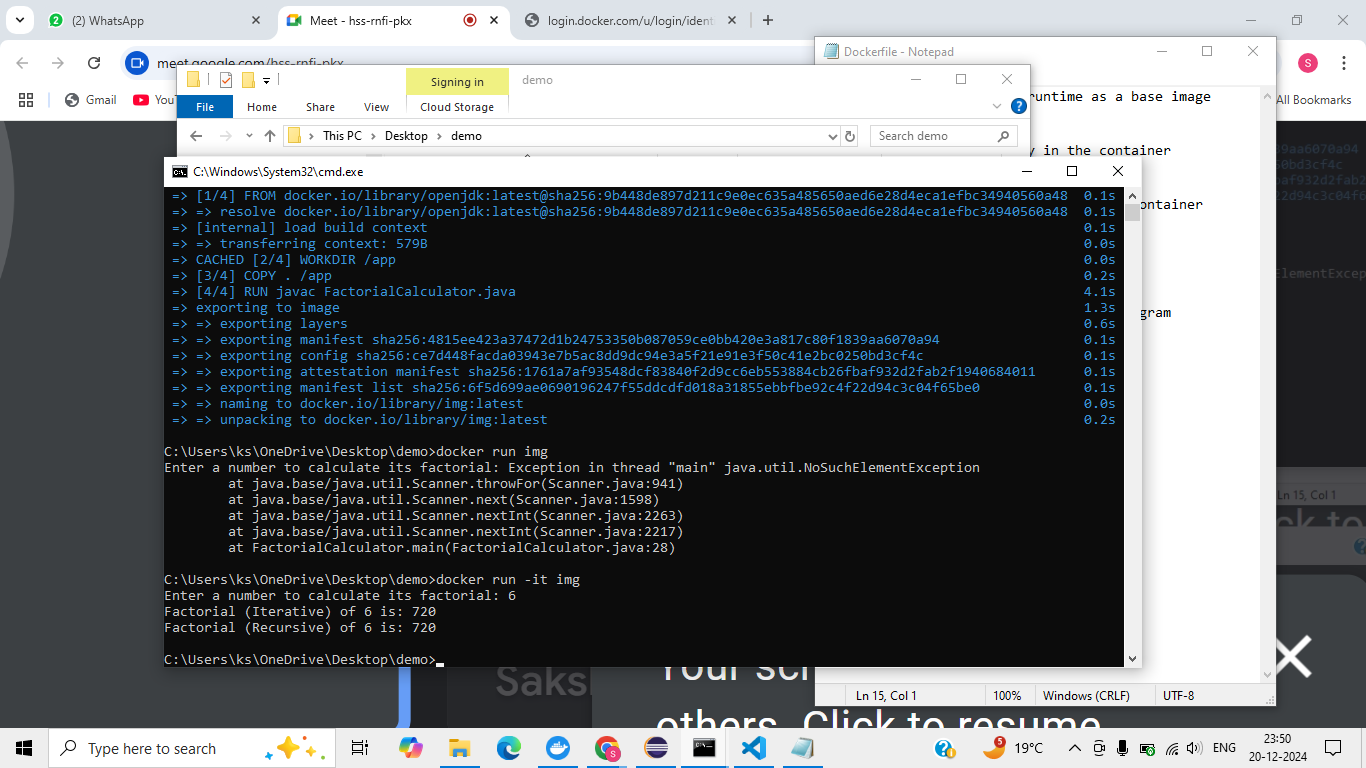 (2) WhatsApp
Meet - hss-rnfi-pkx
login.docker.com/u/login/identi
meet.google.com/hss-rnfi-pkx
Dockerfile - Notepad
S
Gmail
YouT
All Bookmarks
Signing in
demo
File
Home
Share
View
Cloud Storage
This PC > Desktop > demo
Search demo
runtime as a base image
y in the container
ontainer
gram
C:\Windows\System32\cmd.exe
=> [1/4] FROM docker.io/library/openjdk:latest@sha256:9b448de897d211c9e0ec635a485650aed6e28d4eca1efbc34940560a48 0.1s
=> => resolve docker.io/library/openjdk:latest@sha256:9b448de897d211c9e0ec635a485650aed6e28d4eca1efbc34940560a48 0.1s
=> [internal] load build context 0.1s
=> => transferring context: 579B 0.0s
=> CACHED [2/4] WORKDIR /app 0.0s
=> [3/4] COPY . /app 0.2s
=> [4/4] RUN javac FactorialCalculator.java 4.1s
=> exporting to image 1.3s
=> => exporting layers 0.6s
=> => exporting manifest sha256:4815ee423a37472d1b24753350b087059ce0bb420e3a817c80f1839aa6070a94 0.1s
=> => exporting config sha256:ce7d448facda03943e7b5ac8dd9dc94e3a5f21e91e3f50c41e2bc0250bd3cf4c 0.1s
=> => exporting attestation manifest sha256:1761a7af93548dcf83840f2d9cc6eb553884cb26fbaf932d2fab2f1940684011 0.1s
=> => exporting manifest list sha256:6f5d699ae0690196247f55ddcdfd018a31855ebbfbe92c4f22d94c3c04f65be0 0.1s
=> => naming to docker.io/library/img:latest 0.0s
=> => unpacking to docker.io/library/img:latest 0.2s
C:\Users\ks\OneDrive\Desktop\demo>docker run img
Enter a number to calculate its factorial: Exception in thread "main" java.util.NoSuchElementException
at java.base/java.util.Scanner.throwFor(Scanner.java:941)
at java.base/java.util.Scanner.next(Scanner.java:1598)
at java.base/java.util.Scanner.nextInt(Scanner.java:2263)
at java.base/java.util.Scanner.nextInt(Scanner.java:2217)
at FactorialCalculator.main(FactorialCalculator.java:28)
C:\Users\ks\OneDrive\Desktop\demo>docker run -it img
Enter a number to calculate its factorial: 6
Factorial (Iterative) of 6 is: 720
Factorial (Recursive) of 6 is: 720
C:\Users\ks\OneDrive\Desktop\demo>
ElementExcep
Ln 15, Col 1
ck to
Saksl
Your scr
others. Click to resume
Ln 15, Col 1
100%
Windows (CRLF)
UTF-8
Type here to search
5
19°C
ENG
23:50
20-12-2024